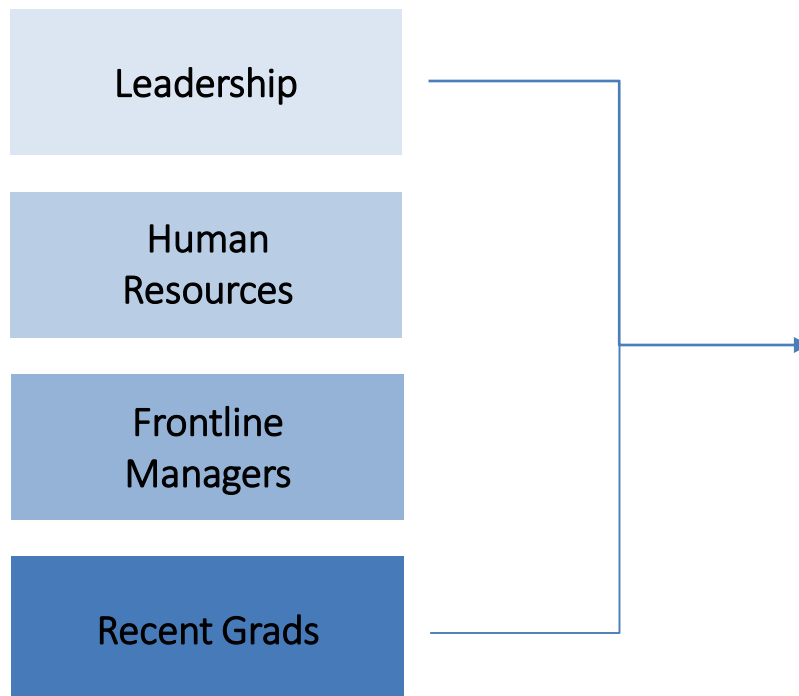 Leadership
Human
Resources
Frontline
Managers
Recent Grads